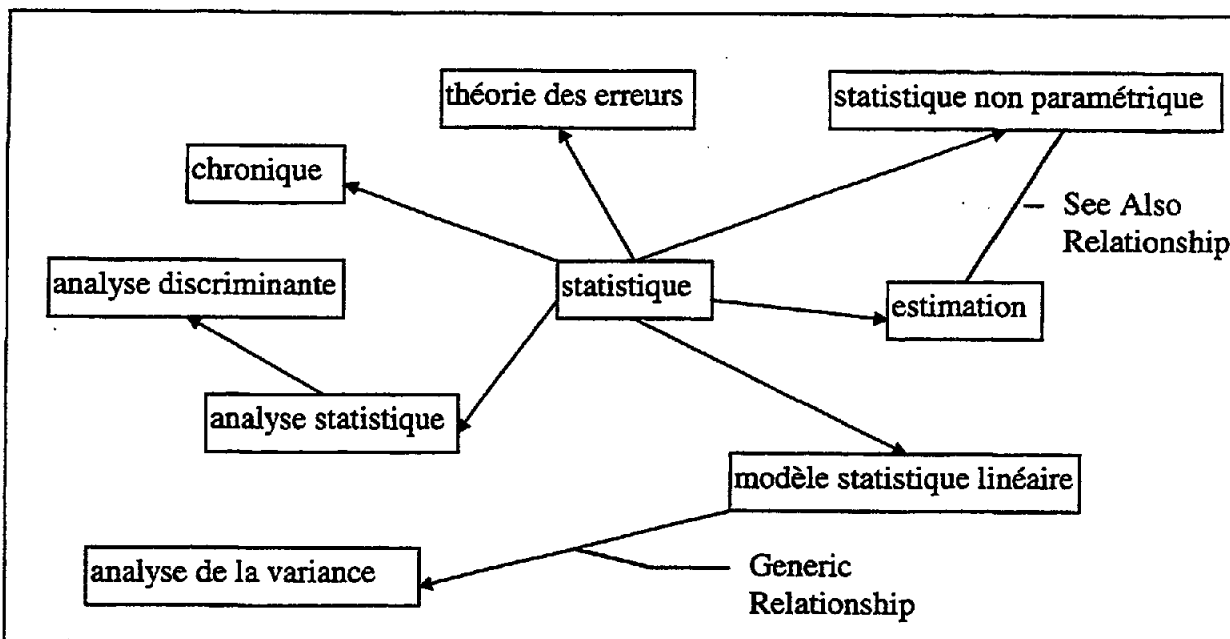 théorie des erreurs
statistique non paramétrique
chronique
See Also
Relationship
analyse discriminante
statistique
estimation
analyse statistique
modèle statistique linéaire
analyse de la variance
Generic
Relationship